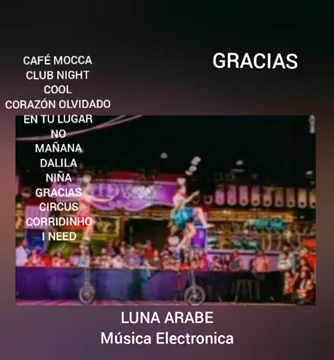 GRACIAS
CAFÉ MOCCA
CLUB NIGHT
COOL
CORAZÓN OLVIDADO
EN TU LUGAR
NO
MAÑANA
DALILA
NIÑA
GRACIAS
CIRCUS
CORRIDINHO
I NEED
LUNA ARABE
Música Electronica